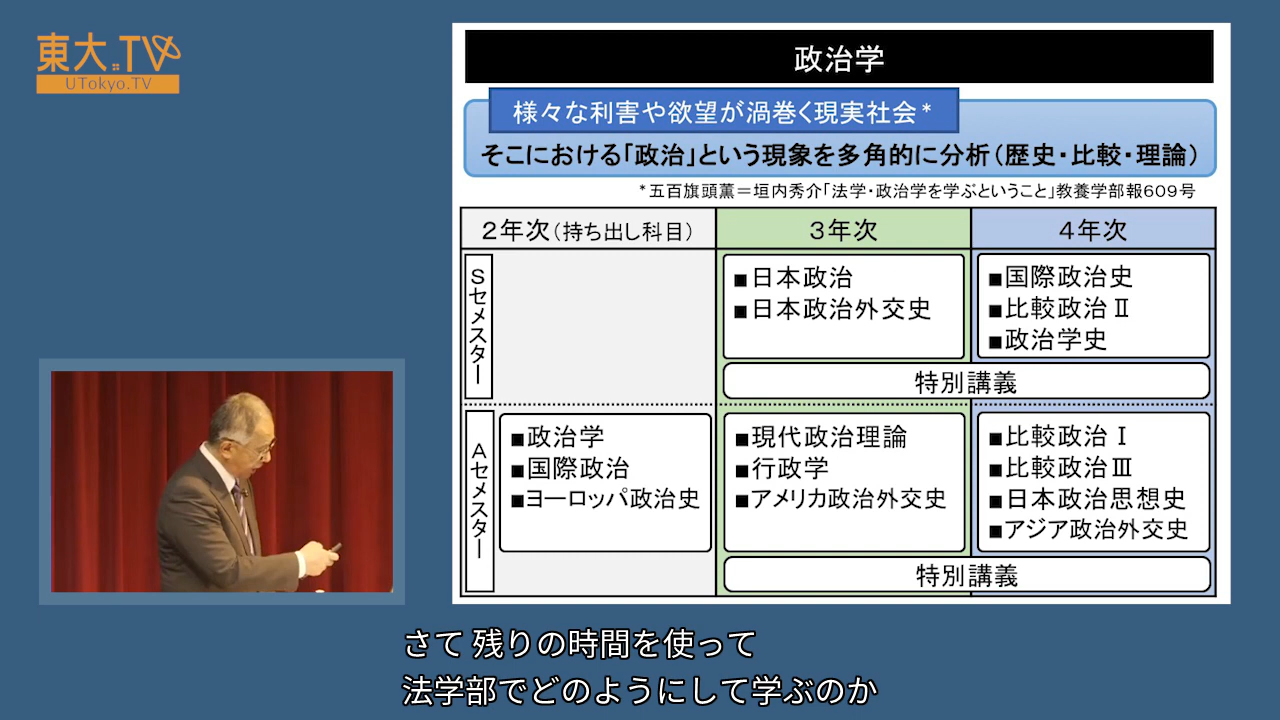 東大.TV
UTokyo.TV
政治学
様々な利害や欲望が渦巻く現実社会*
そこにおける「政治」という現象を多角的に分析（歴史・比較・理論）
*五百旗頭薫＝垣内秀介「法学・政治学を学ぶということ」教養学部報609号
２年次（持ち出し科目）
３年次
４年次
Sセメスター
■日本政治
■日本政治外交史
■国際政治史
■比較政治Ⅱ
■政治学史
特別講義
Aセメスター
■政治学
■国際政治
■ヨーロッパ政治史
■現代政治理論
■行政学
■アメリカ政治外交史
■比較政治Ⅰ
■比較政治Ⅲ
■日本政治思想史
■アジア政治外交史
特別講義
さて 残りの時間を使って
法学部でどのようにして学ぶのか